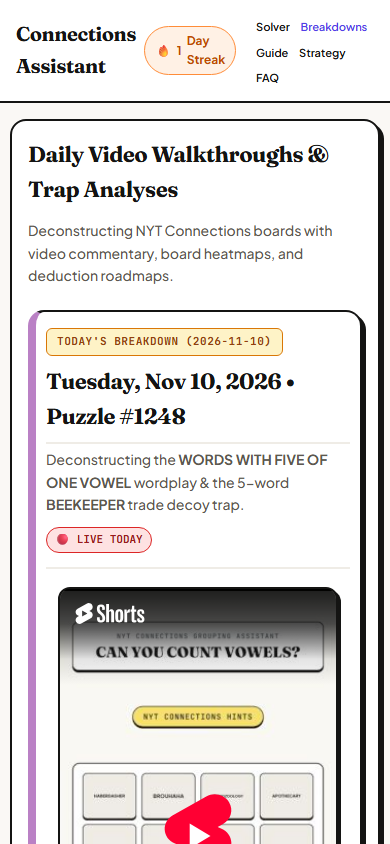 Connections
Assistant
1
Day
Streak
Solver Breakdowns
Guide Strategy
FAQ
Daily Video Walkthroughs &
Trap Analyses
Deconstructing NYT Connections boards with
video commentary, board heatmaps, and
deduction roadmaps.
TODAY'S BREAKDOWN (2026-11-10)
Tuesday, Nov 10, 2026 •
Puzzle #1248
Deconstructing the WORDS WITH FIVE OF
ONE VOWEL wordplay & the 5-word
BEEKEEPER trade decoy trap.
LIVE TODAY
Shorts
NYT CONNECTIONS GROUPING ASSISTANT
CAN YOU COUNT VOWELS?
NYT CONNECTIONS HINTS
HABERDASHER
BROUHAHA
APOTHECARY